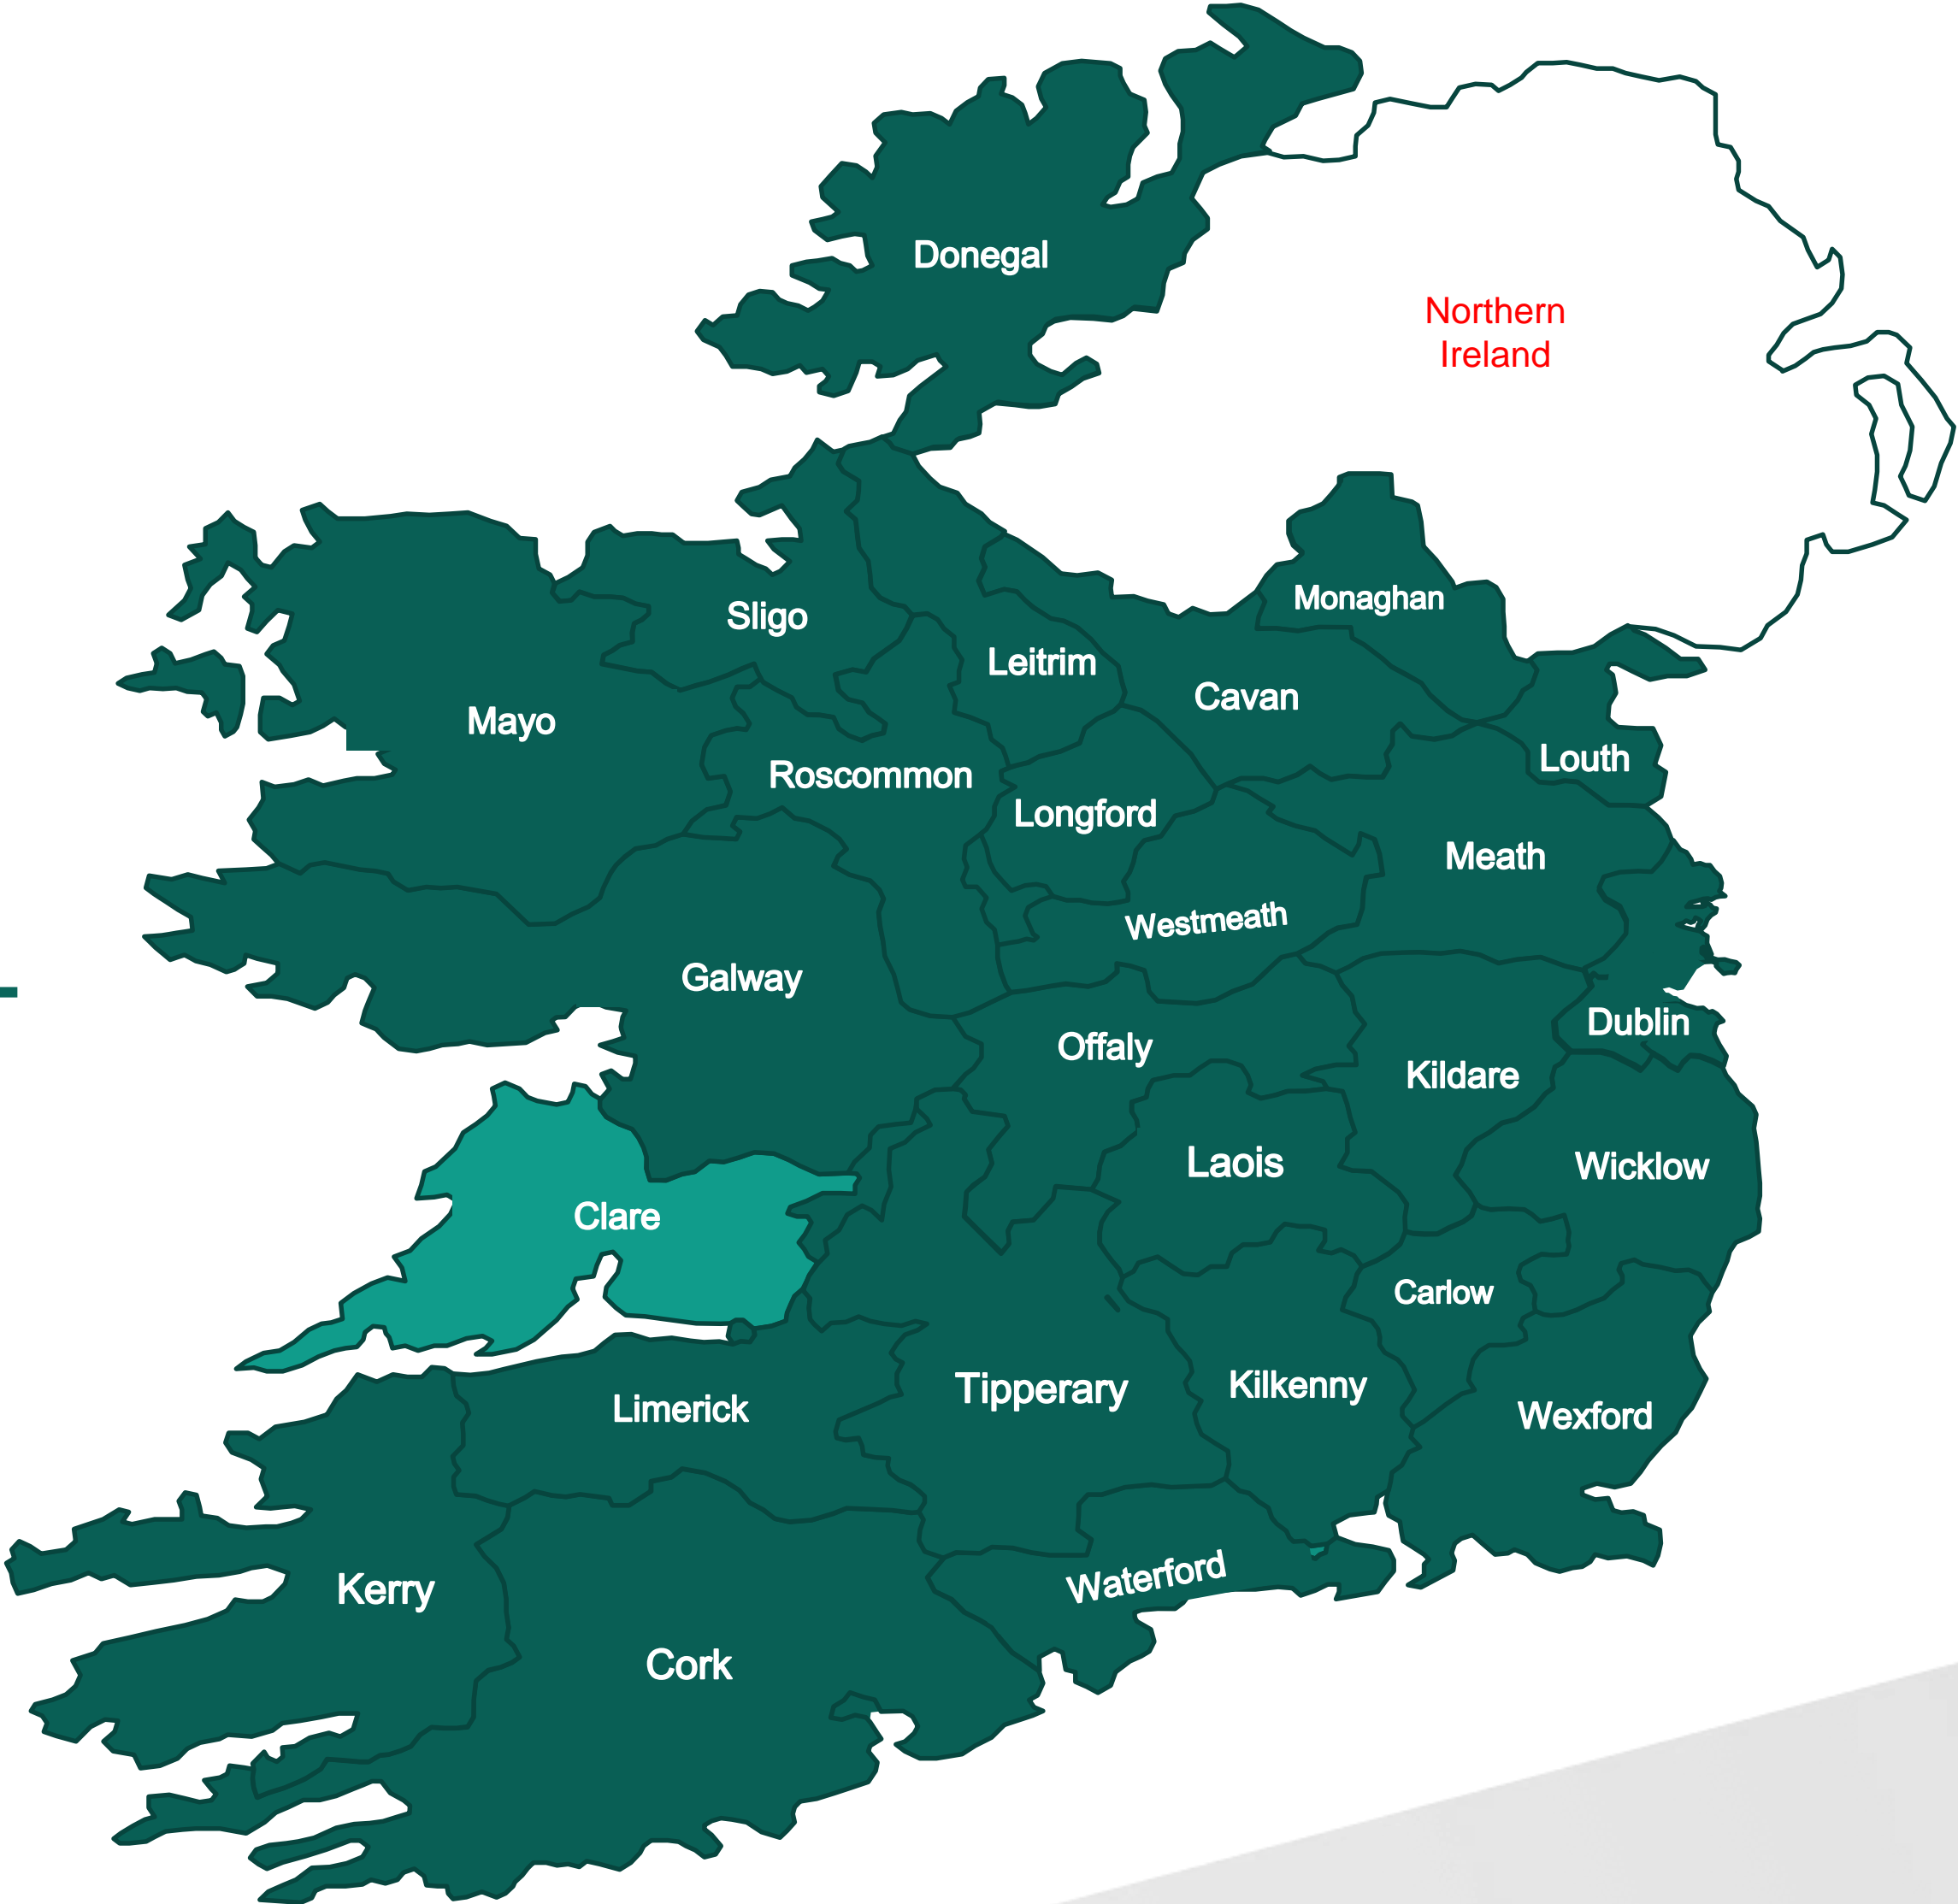 Donegal
Northern
Ireland
Monaghan
Sligo
Leitrim
Cavan
Mayo
Louth
Roscommon
Longford
Meath
Westmeath
Galway
Dublin
Offaly
Kildare
Laois
Wicklow
Clare
Carlow
Tipperary
Kilkenny
Limerick
Wexford
Waterford
Kerry
Cork